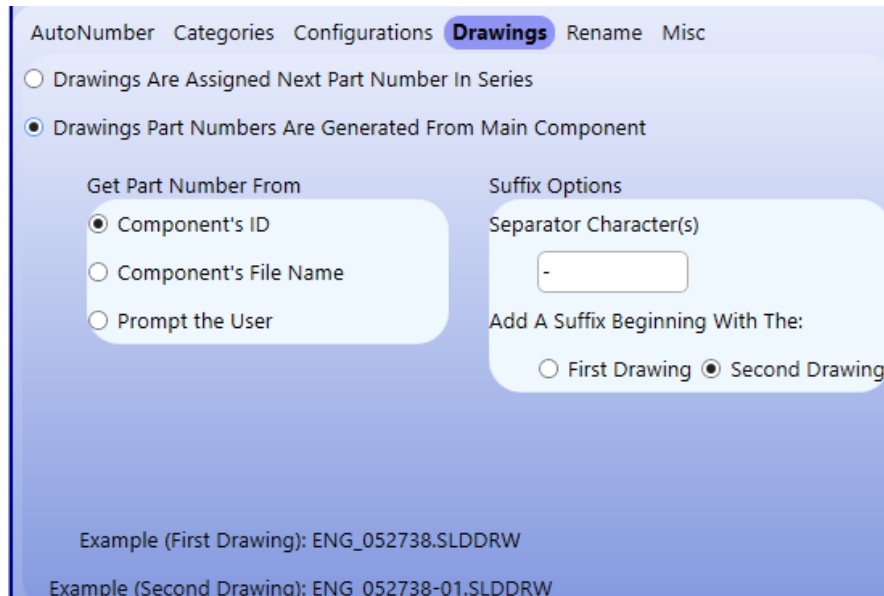 AutoNumber Categories Configurations Drawings Rename Misc
Drawings Are Assigned Next Part Number In Series
Drawings Part Numbers Are Generated From Main Component
Get Part Number From
Component's ID
Component's File Name
Prompt the User
Suffix Options
Separator Character(s)
-
Add A Suffix Beginning With The:
First Drawing Second Drawing
Example (First Drawing): ENG_052738.SLDDRW
Example (Second Drawing): ENG_052738-01.SLDDRW